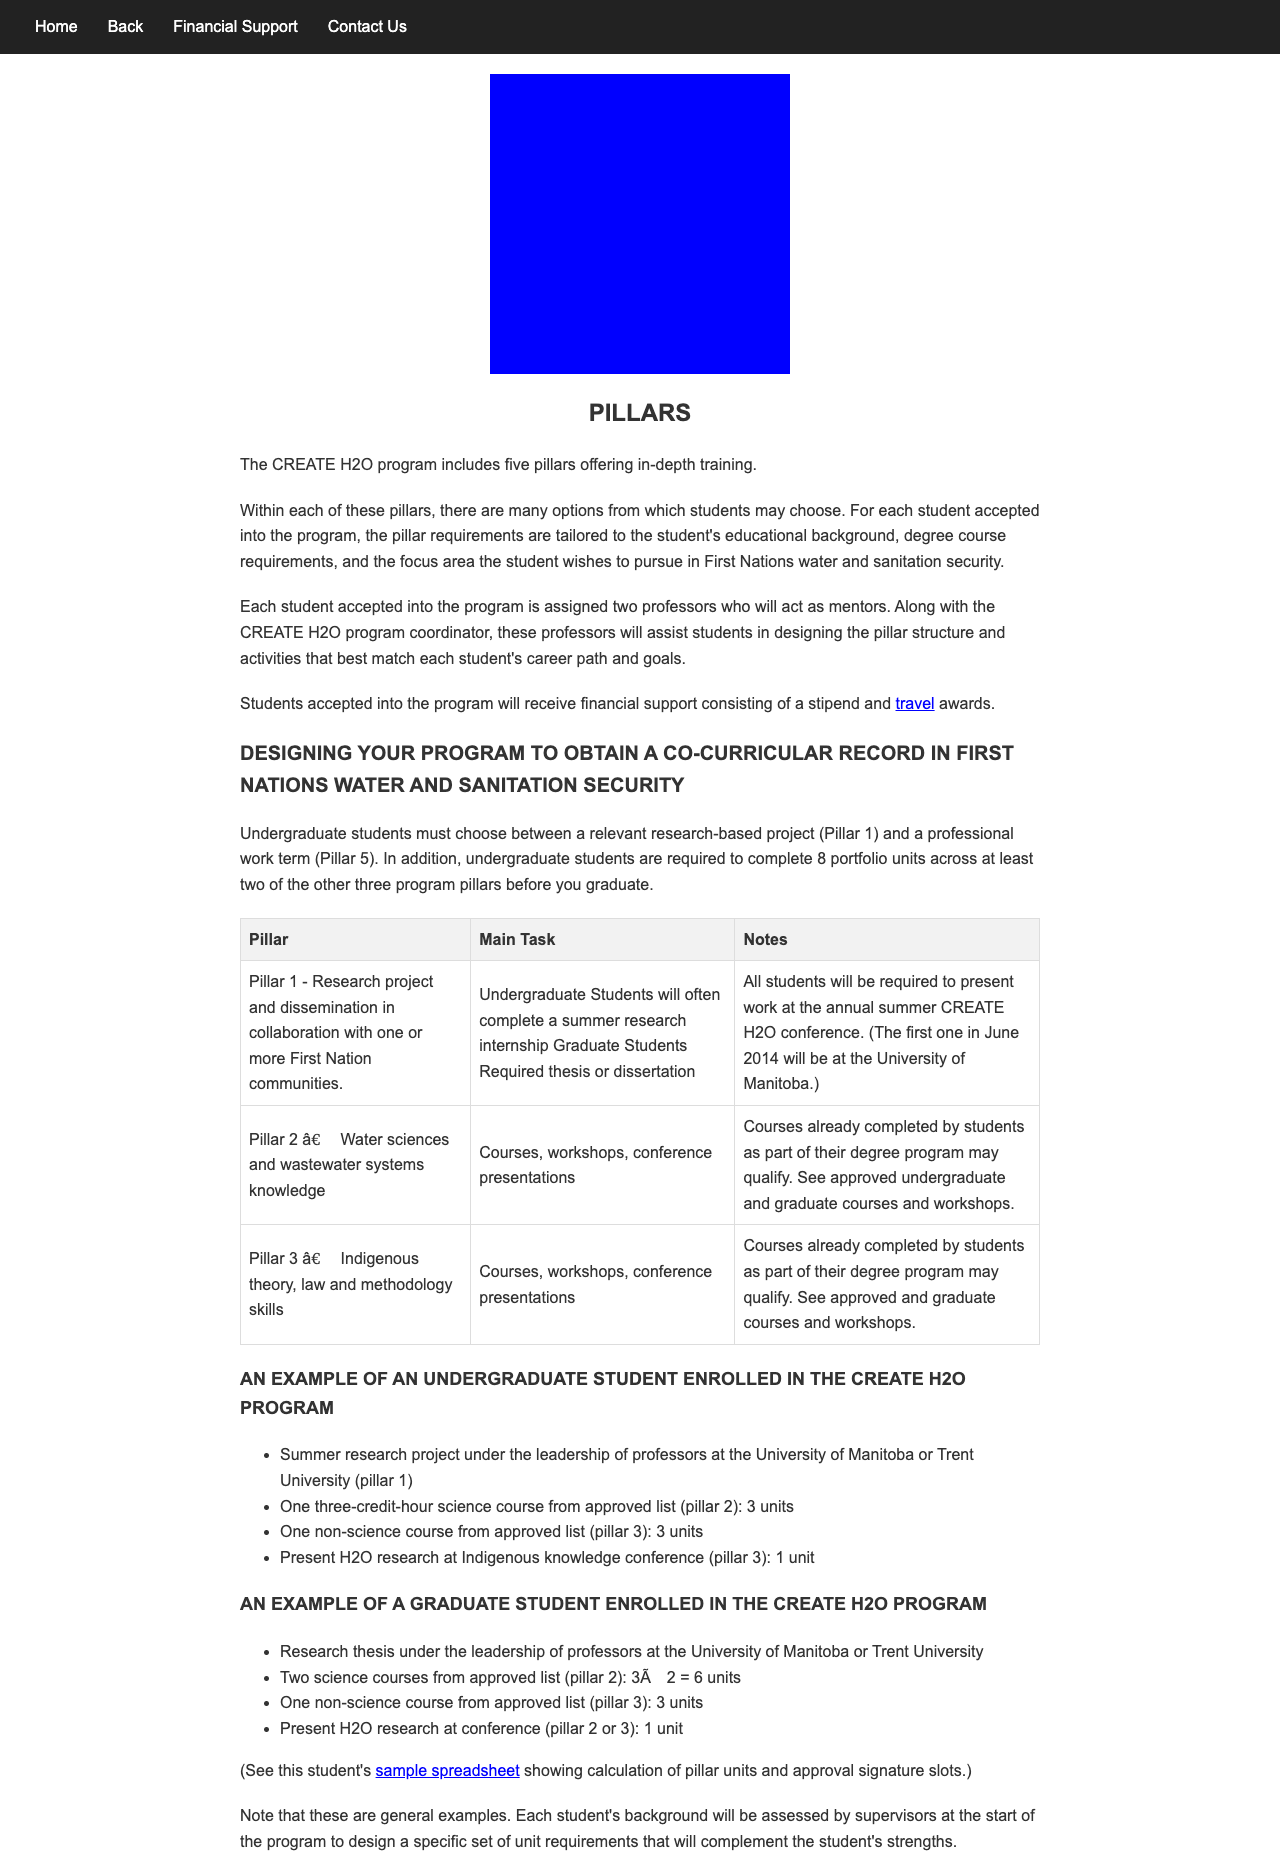 Home Back Financial Support Contact Us
PILLARS
The CREATE H2O program includes five pillars offering in-depth training.
Within each of these pillars, there are many options from which students may choose. For each student accepted
into the program, the pillar requirements are tailored to the student's educational background, degree course
requirements, and the focus area the student wishes to pursue in First Nations water and sanitation security.
Each student accepted into the program is assigned two professors who will act as mentors. Along with the
CREATE H2O program coordinator, these professors will assist students in designing the pillar structure and
activities that best match each student's career path and goals.
Students accepted into the program will receive financial support consisting of a stipend and travel awards.
DESIGNING YOUR PROGRAM TO OBTAIN A CO-CURRICULAR RECORD IN FIRST
NATIONS WATER AND SANITATION SECURITY
Undergraduate students must choose between a relevant research-based project (Pillar 1) and a professional
work term (Pillar 5). In addition, undergraduate students are required to complete 8 portfolio units across at least
two of the other three program pillars before you graduate.
Pillar Main Task Notes
Pillar 1 - Research project
and dissemination in
collaboration with one or
more First Nation
communities.
Undergraduate Students will often
complete a summer research
internship Graduate Students
Required thesis or dissertation
All students will be required to present
work at the annual summer CREATE
H2O conference. (The first one in June
2014 will be at the University of
Manitoba.)
Pillar 2 â€ Water sciences
and wastewater systems
knowledge
Courses, workshops, conference
presentations
Courses already completed by students
as part of their degree program may
qualify. See approved undergraduate
and graduate courses and workshops.
Pillar 3 â€ Indigenous
theory, law and methodology
skills
Courses, workshops, conference
presentations
Courses already completed by students
as part of their degree program may
qualify. See approved and graduate
courses and workshops.
AN EXAMPLE OF AN UNDERGRADUATE STUDENT ENROLLED IN THE CREATE H2O
PROGRAM
• Summer research project under the leadership of professors at the University of Manitoba or Trent
University (pillar 1)
• One three-credit-hour science course from approved list (pillar 2): 3 units
• One non-science course from approved list (pillar 3): 3 units
• Present H2O research at Indigenous knowledge conference (pillar 3): 1 unit
AN EXAMPLE OF A GRADUATE STUDENT ENROLLED IN THE CREATE H2O PROGRAM
• Research thesis under the leadership of professors at the University of Manitoba or Trent University
• Two science courses from approved list (pillar 2): 3Ã 2 = 6 units
• One non-science course from approved list (pillar 3): 3 units
• Present H2O research at conference (pillar 2 or 3): 1 unit
(See this student's sample spreadsheet showing calculation of pillar units and approval signature slots.)
Note that these are general examples. Each student's background will be assessed by supervisors at the start of
the program to design a specific set of unit requirements that will complement the student's strengths.